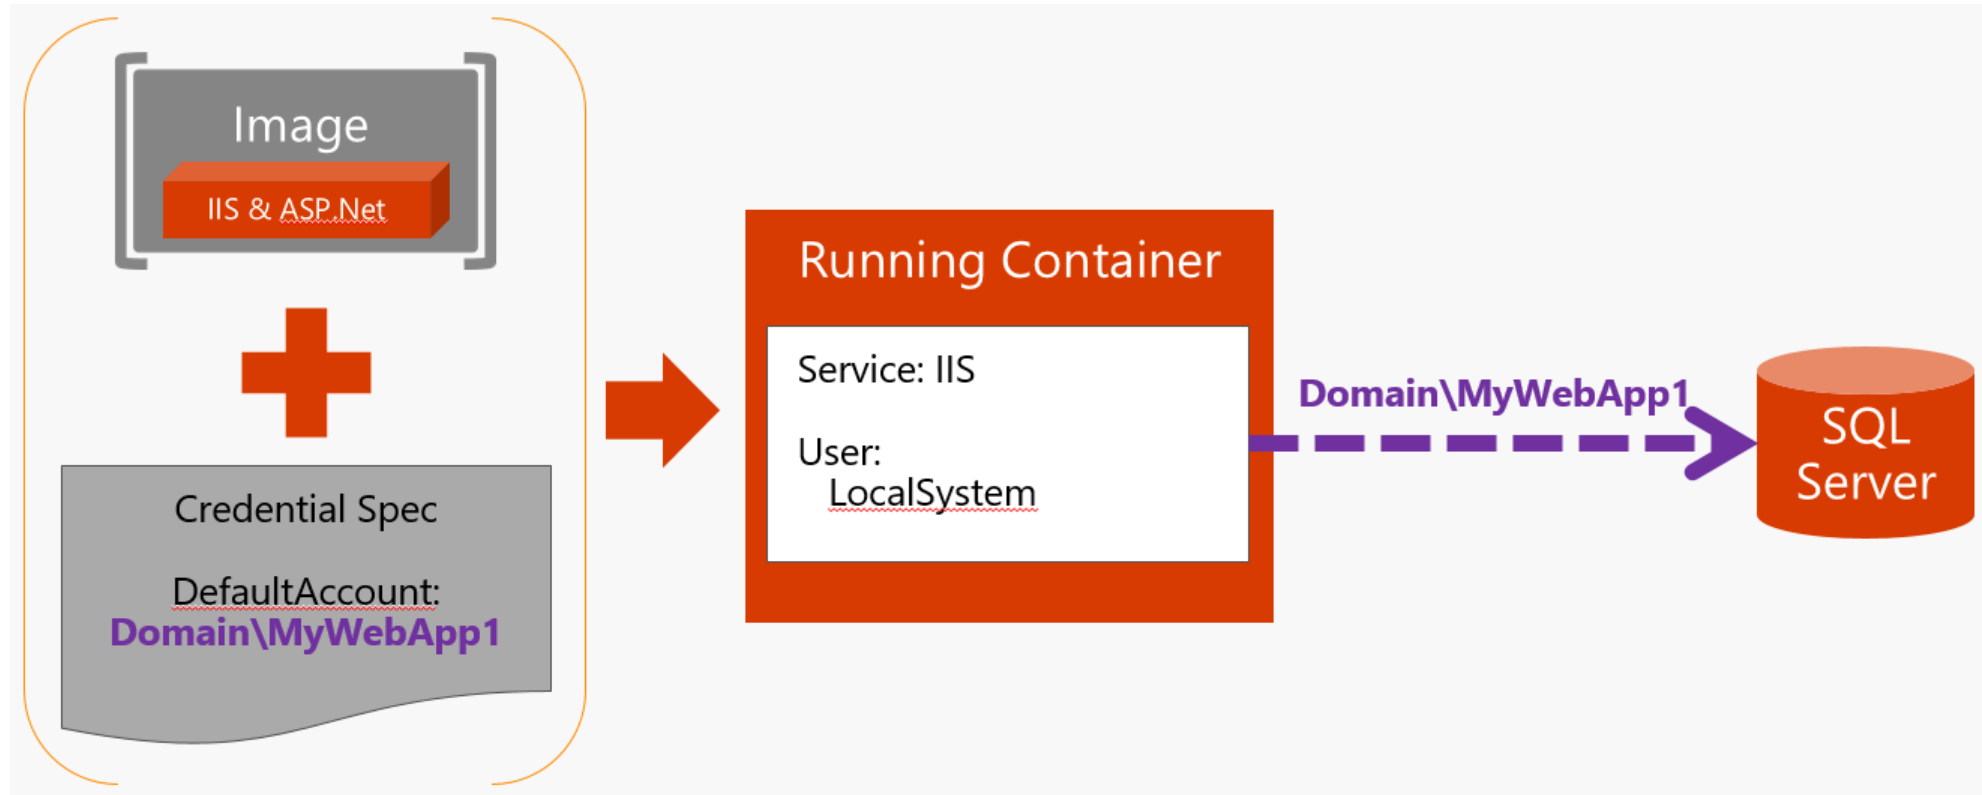 Image
IIS & ASP.Net
Credential Spec
DefaultAccount:
Domain\MyWebApp1
Running Container
Service: IIS
User:
LocalSystem
Domain\MyWebApp1
SQL
Server